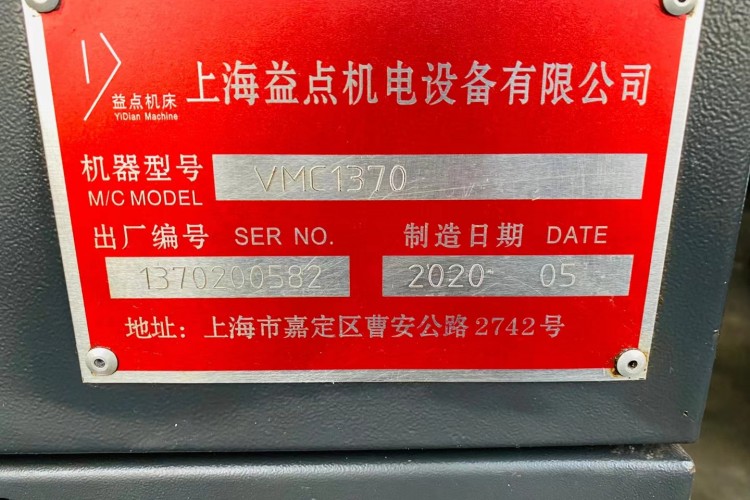 益点机床
YiDian Machine
上海益点机电设备有限公司
机器型号 VMC1370
M/C MODEL
出厂编号 SER NO. 制造日期 DATE
1370200582 2020 05
地址：上海市嘉定区曹安公路2742号